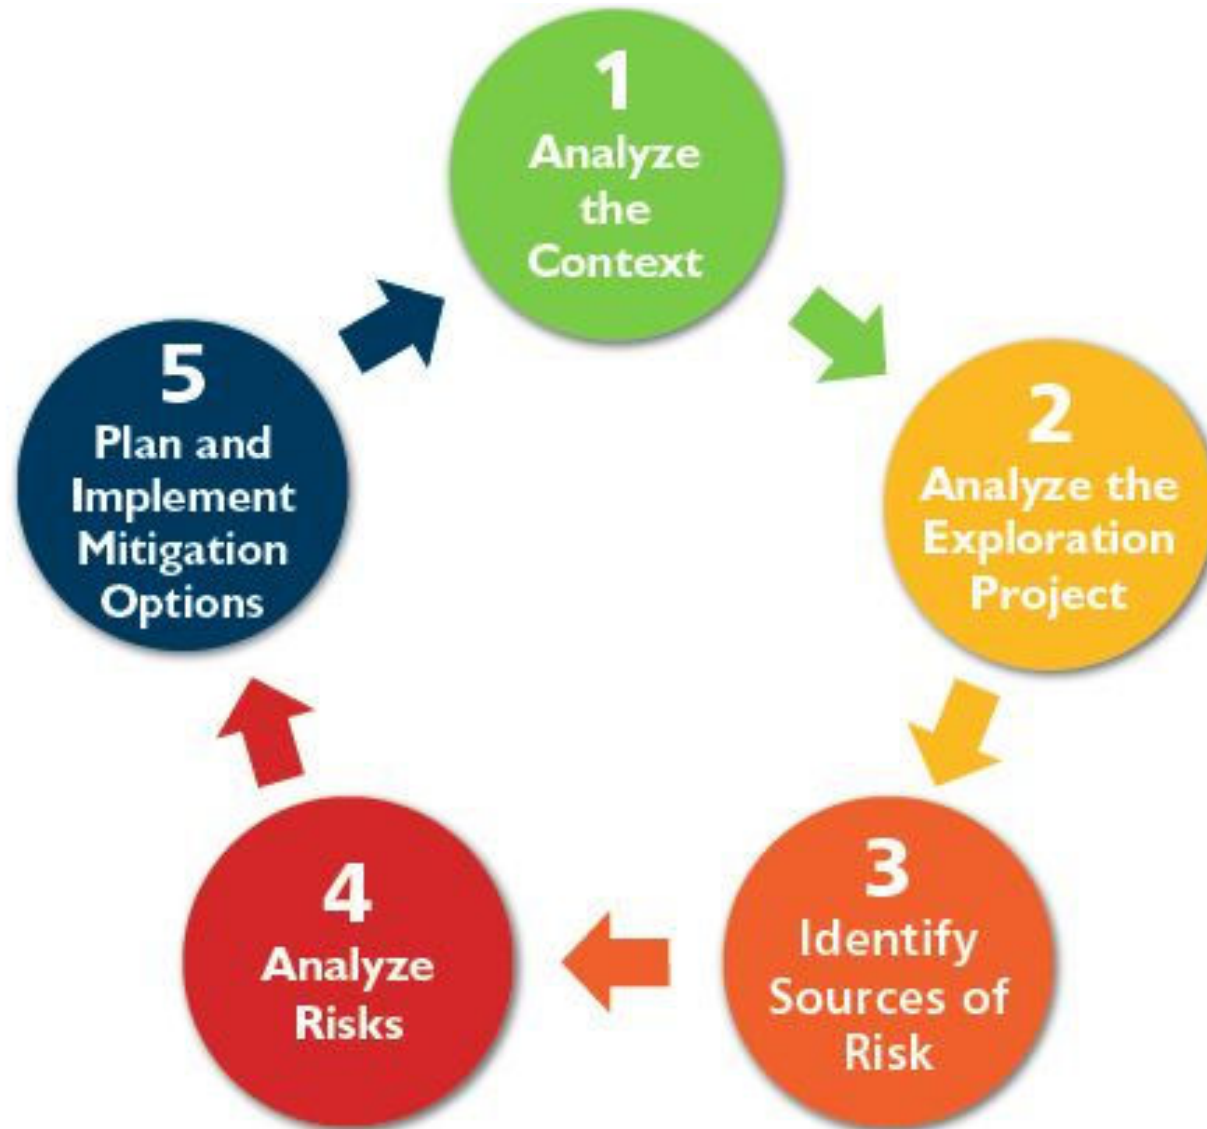 1
Analyze
the
Context
2
Analyze the
Exploration
Project
3
Identify
Sources of
Risk
4
Analyze
Risks
5
Plan and
Implement
Mitigation
Options